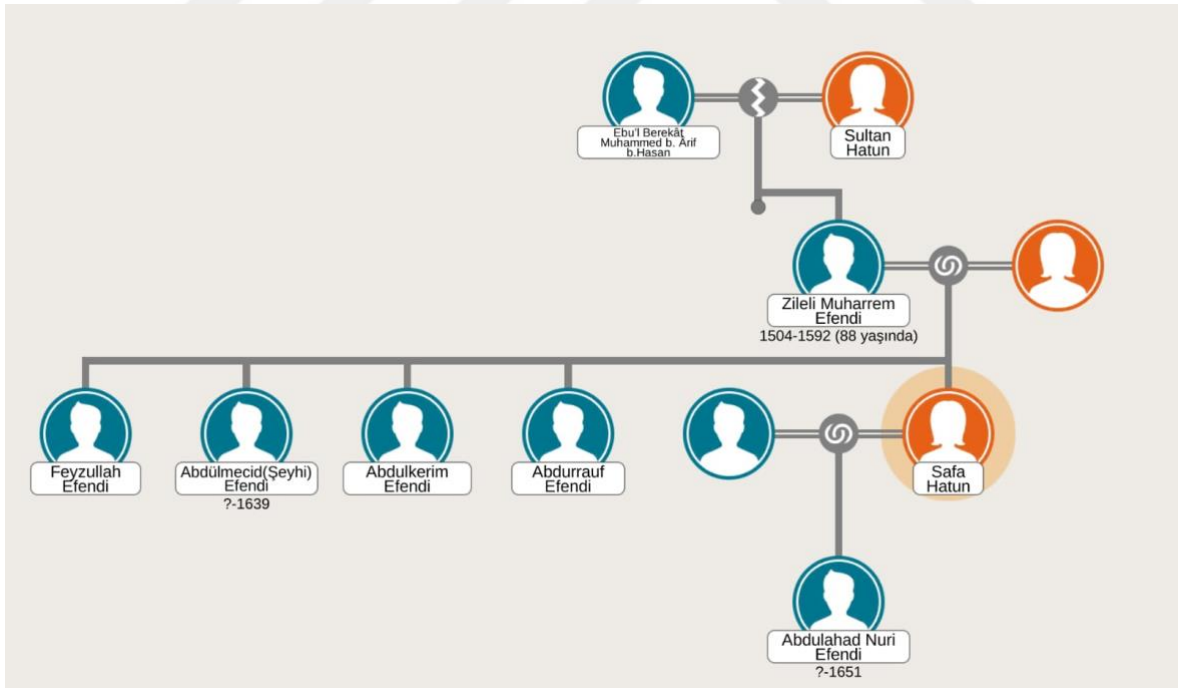 Ebu'l Berekât
Muhammed b. Ârif
b.Hasan
Sultan
Hatun
Zileli Muharrem
Efendi
1504-1592 (88 yaşında)
Feyzullah
Efendi
Abdülmecid(Şeyhi)
Efendi
?-1639
Abdulkerim
Efendi
Abdurrauf
Efendi
Safa
Hatun
Abdulahad Nuri
Efendi
?-1651